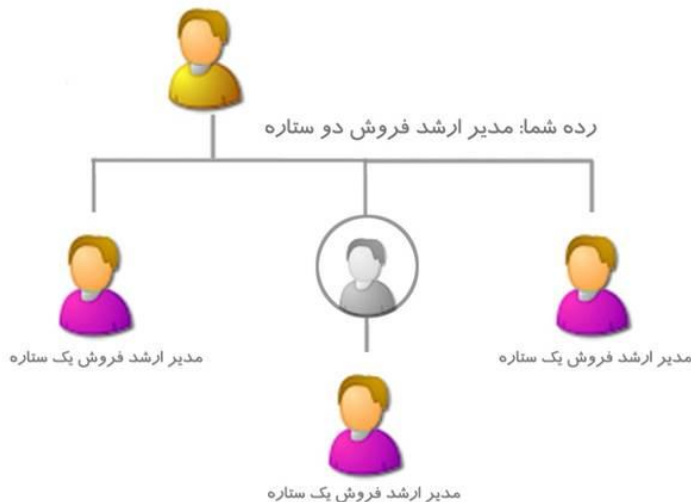 رده شما: مدیر ارشد فروش دو ستاره
مدیر ارشد فروش یک ستاره
مدیر ارشد فروش یک ستاره
مدیر ارشد فروش یک ستاره